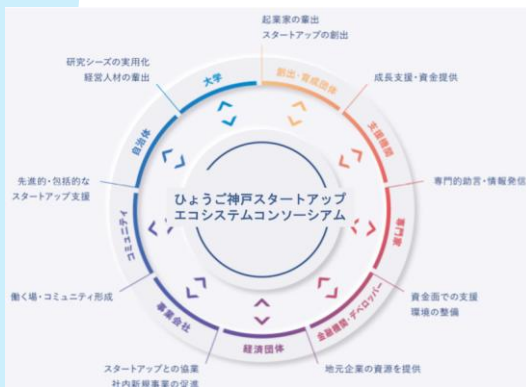 起業家の輩出
スタートアップの創出
研究シーズの実用化
経営人材の輩出
大学
創出・育成団体
成長支援・資金提供
自治体
支援機関
先進的・包括的な
スタートアップ支援
専門的助言・情報発信
ひょうご神戸スタートアップ
エコシステムコンソーシアム
コミュニティ
専門家
働く場・コミュニティ形成
資金面での支援
環境の整備
事業会社
金融機関・デベロッパー
経済団体
スタートアップとの協業
社内新規事業の促進
地元企業の資源を提供